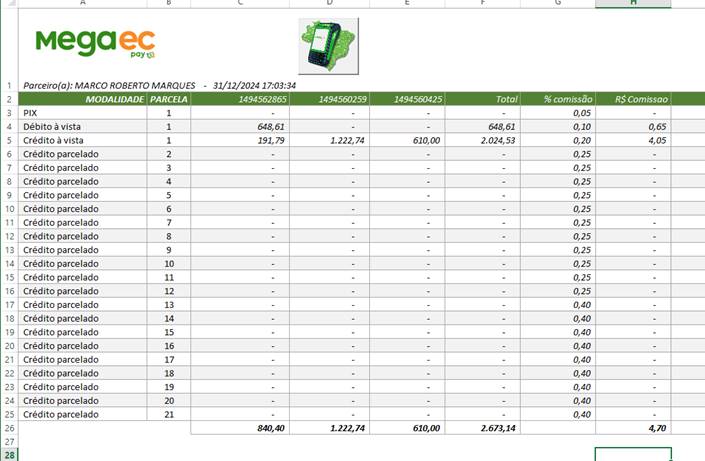 A B C D E F G H
MegaEC
pay
1 Parceiro(a): MARCO ROBERTO MARQUES - 31/12/2024 17:03:34
2 MODALIDADE PARCELA 1494562865 1494560259 1494560425 Total % comissão R$ Comissao
3 PIX 1 - - - - 0,05 -
4 Débito à vista 1 648,61 - - 648,61 0,10 0,65
5 Crédito à vista 1 191,79 1.222,74 610,00 2.024,53 0,20 4,05
6 Crédito parcelado 2 - - - - 0,25 -
7 Crédito parcelado 3 - - - - 0,25 -
8 Crédito parcelado 4 - - - - 0,25 -
9 Crédito parcelado 5 - - - - 0,25 -
10 Crédito parcelado 6 - - - - 0,25 -
11 Crédito parcelado 7 - - - - 0,25 -
12 Crédito parcelado 8 - - - - 0,25 -
13 Crédito parcelado 9 - - - - 0,25 -
14 Crédito parcelado 10 - - - - 0,25 -
15 Crédito parcelado 11 - - - - 0,25 -
16 Crédito parcelado 12 - - - - 0,25 -
17 Crédito parcelado 13 - - - - 0,40 -
18 Crédito parcelado 14 - - - - 0,40 -
19 Crédito parcelado 15 - - - - 0,40 -
20 Crédito parcelado 16 - - - - 0,40 -
21 Crédito parcelado 17 - - - - 0,40 -
22 Crédito parcelado 18 - - - - 0,40 -
23 Crédito parcelado 19 - - - - 0,40 -
24 Crédito parcelado 20 - - - - 0,40 -
25 Crédito parcelado 21 - - - - 0,40 -
26 840,40 1.222,74 610,00 2.673,14 4,70
27
28